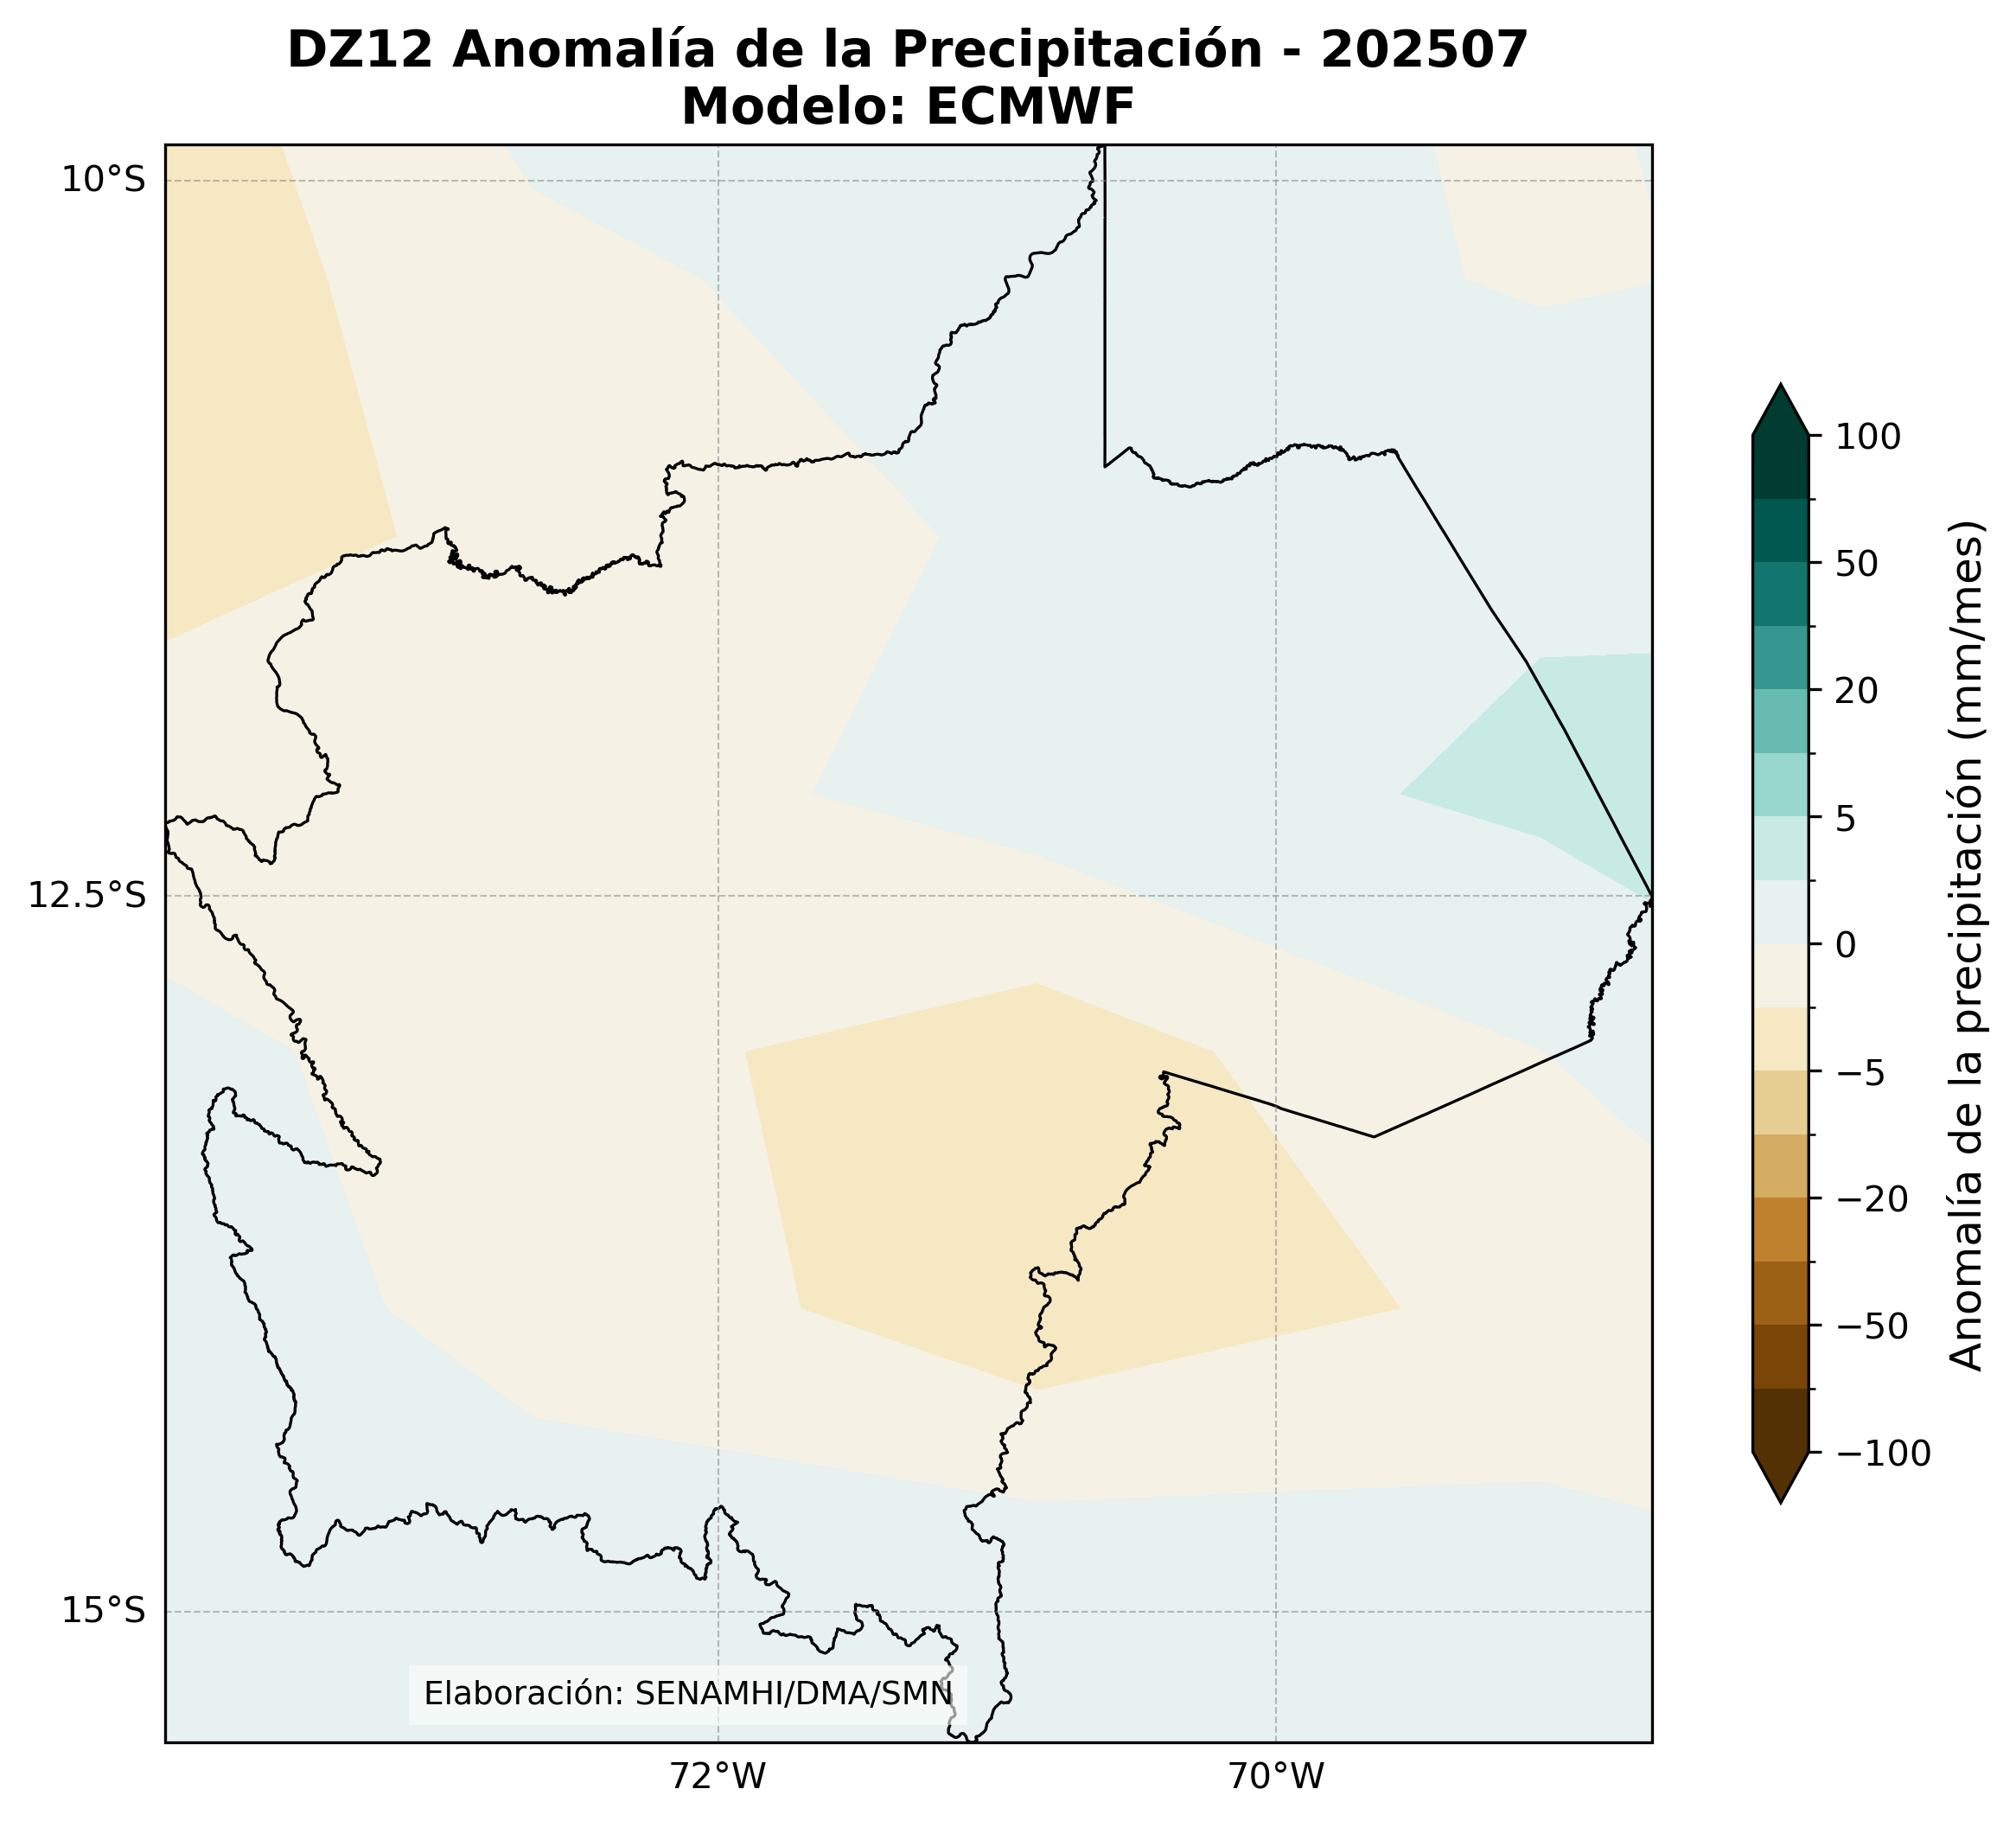 DZ12 Anomalía de la Precipitación - 202507
Modelo: ECMWF
10°S
12.5°S
15°S
72°W
70°W
100
50
20
5
0
−5
−20
−50
−100
Anomalía de la precipitación (mm/mes)
Elaboración: SENAMHI/DMA/SMN